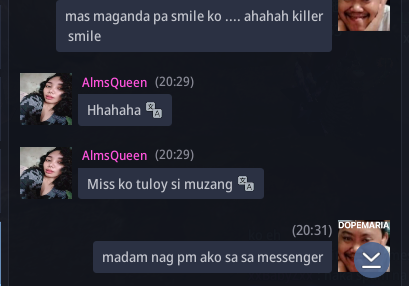 mas maganda pa smile ko .... ahahah killer
smile
AlmsQueen (20:29)
Hhahaha
AlmsQueen (20:29)
Miss ko tuloy si muzang
(20:31)
DOPEMARIA
madam nag pm ako sa sa messenger